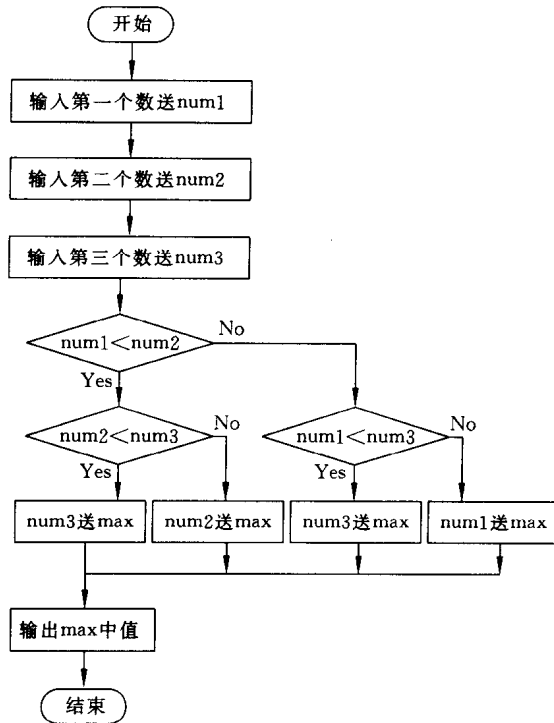 开始
输入第一个数送num1
输入第二个数送num2
输入第三个数送num3
num1<num2
No
Yes
num2<num3
No
num1<num3
No
Yes
Yes
num3送max
num2送max
num3送max
num1送max
输出max中值
结束